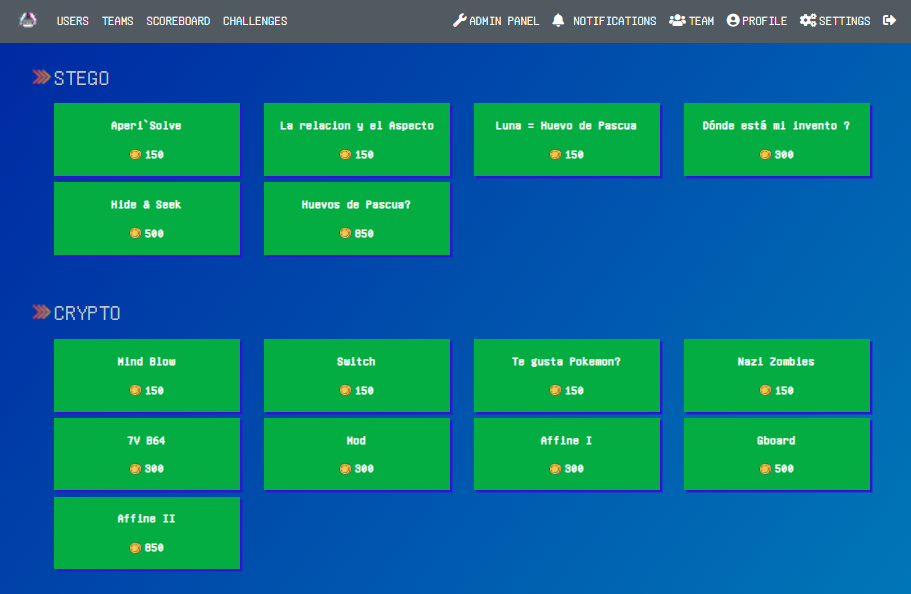 USERS TEAMS SCOREBOARD CHALLENGES ADMIN PANEL NOTIFICATIONS TEAM PROFILE SETTINGS
STEGO
Aperi`Solve La relacion y el Aspecto Luna = Huevo de Pascua Dónde está mi invento ?
150 150 150 300
Hide & Seek Huevos de Pascua?
500 850
CRYPTO
Mind Blow Switch Te gusta Pokemon? Nazi Zombies
150 150 150 150
7V B64 Mod Affine I Gboard
300 300 300 500
Affine II
850